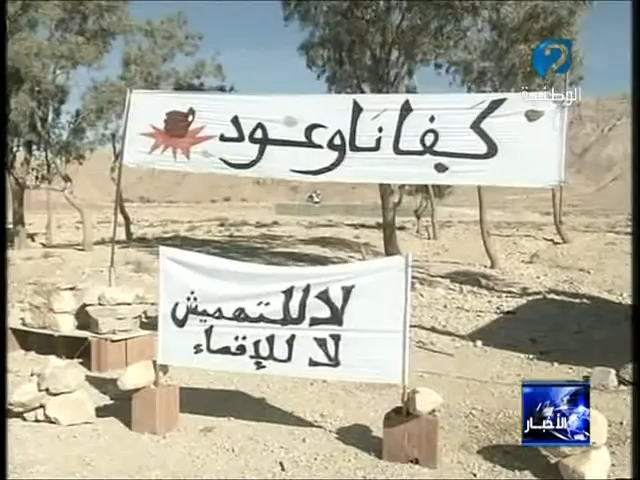 الوطنية
كفانا وعود
لا للتهميش
لا للإقصاء
الأخبار